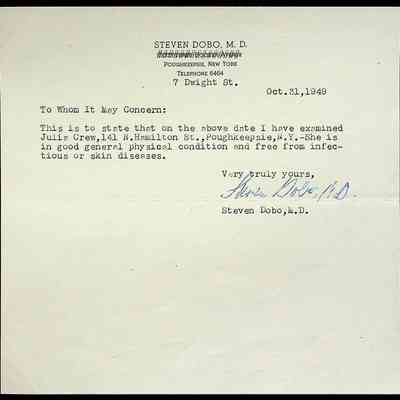 STEVEN DOBO, M. D.
POUGHKEEPSIE, NEW YORK
TELEPHONE 6464
7 Dwight St.
Oct.31,1949
To Whom It May Concern:
This is to state that on the above date I have examined
Julia Crew,141 N.Hamilton St.,Poughkeepsie,N.Y.-She is
in good general physical condition and free from infec-
tious or skin diseases.
Very truly yours,
Steven Dobo, M.D.
Steven Dobo,M.D.